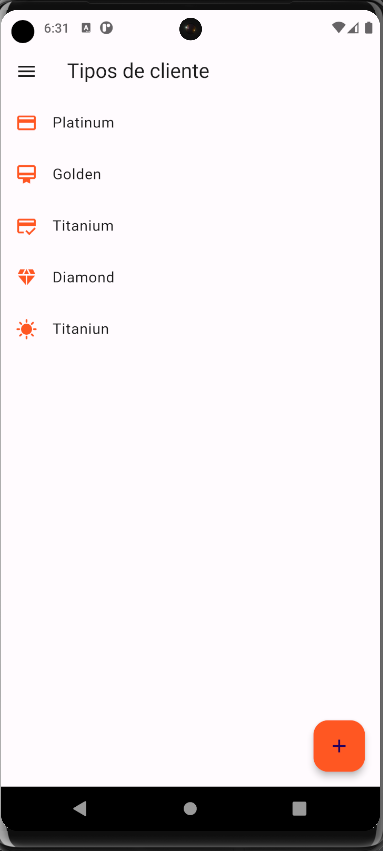 6:31
Tipos de cliente
Platinum
Golden
Titanium
Diamond
Titaniun